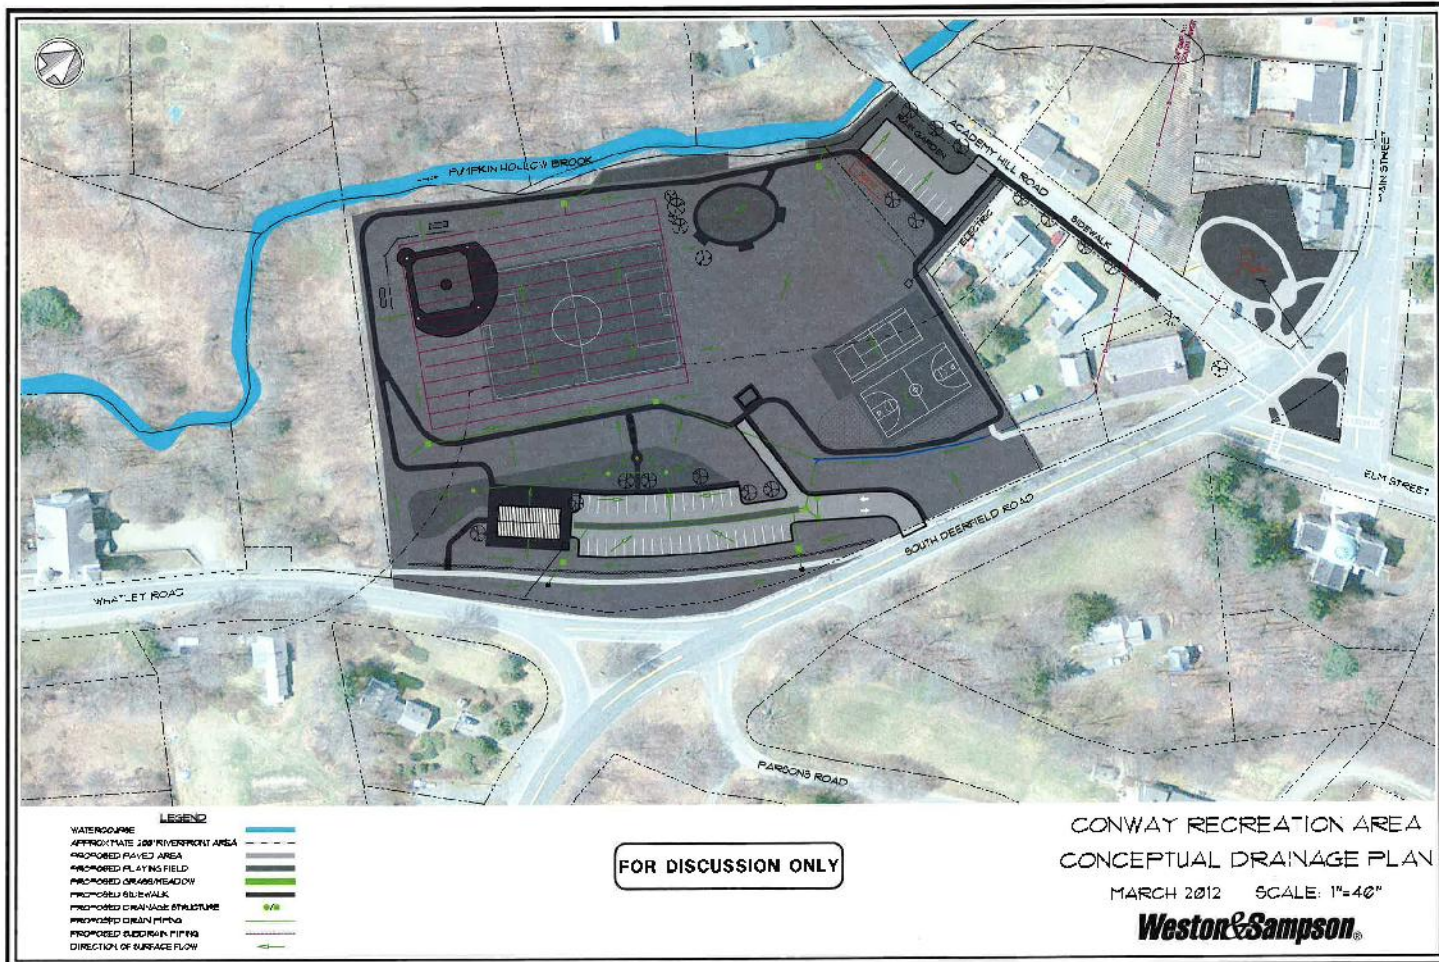 PUMPKIN HOLLOW BROOK
RAIN GARDEN
ACADEMY HILL ROAD
MAIN STREET
ELECTRIC
SIDEWALK
ELM STREET
SOUTH DEERFIELD ROAD
WHATLEY ROAD
PARSONS ROAD
LEGEND
WATERCOURSE
APPROXIMATE 200' RIVERFRONT AREA
PROPOSED PAVED AREA
PROPOSED PLAYING FIELD
PROPOSED GRASS/MEADOW
PROPOSED SIDEWALK
PROPOSED DRAINAGE STRUCTURE
PROPOSED DRAIN PIPING
PROPOSED SUBDRAIN PIPING
DIRECTION OF SURFACE FLOW
FOR DISCUSSION ONLY
CONWAY RECREATION AREA
CONCEPTUAL DRAINAGE PLAN
MARCH 2012 SCALE: 1"=40"
Weston&Sampson®